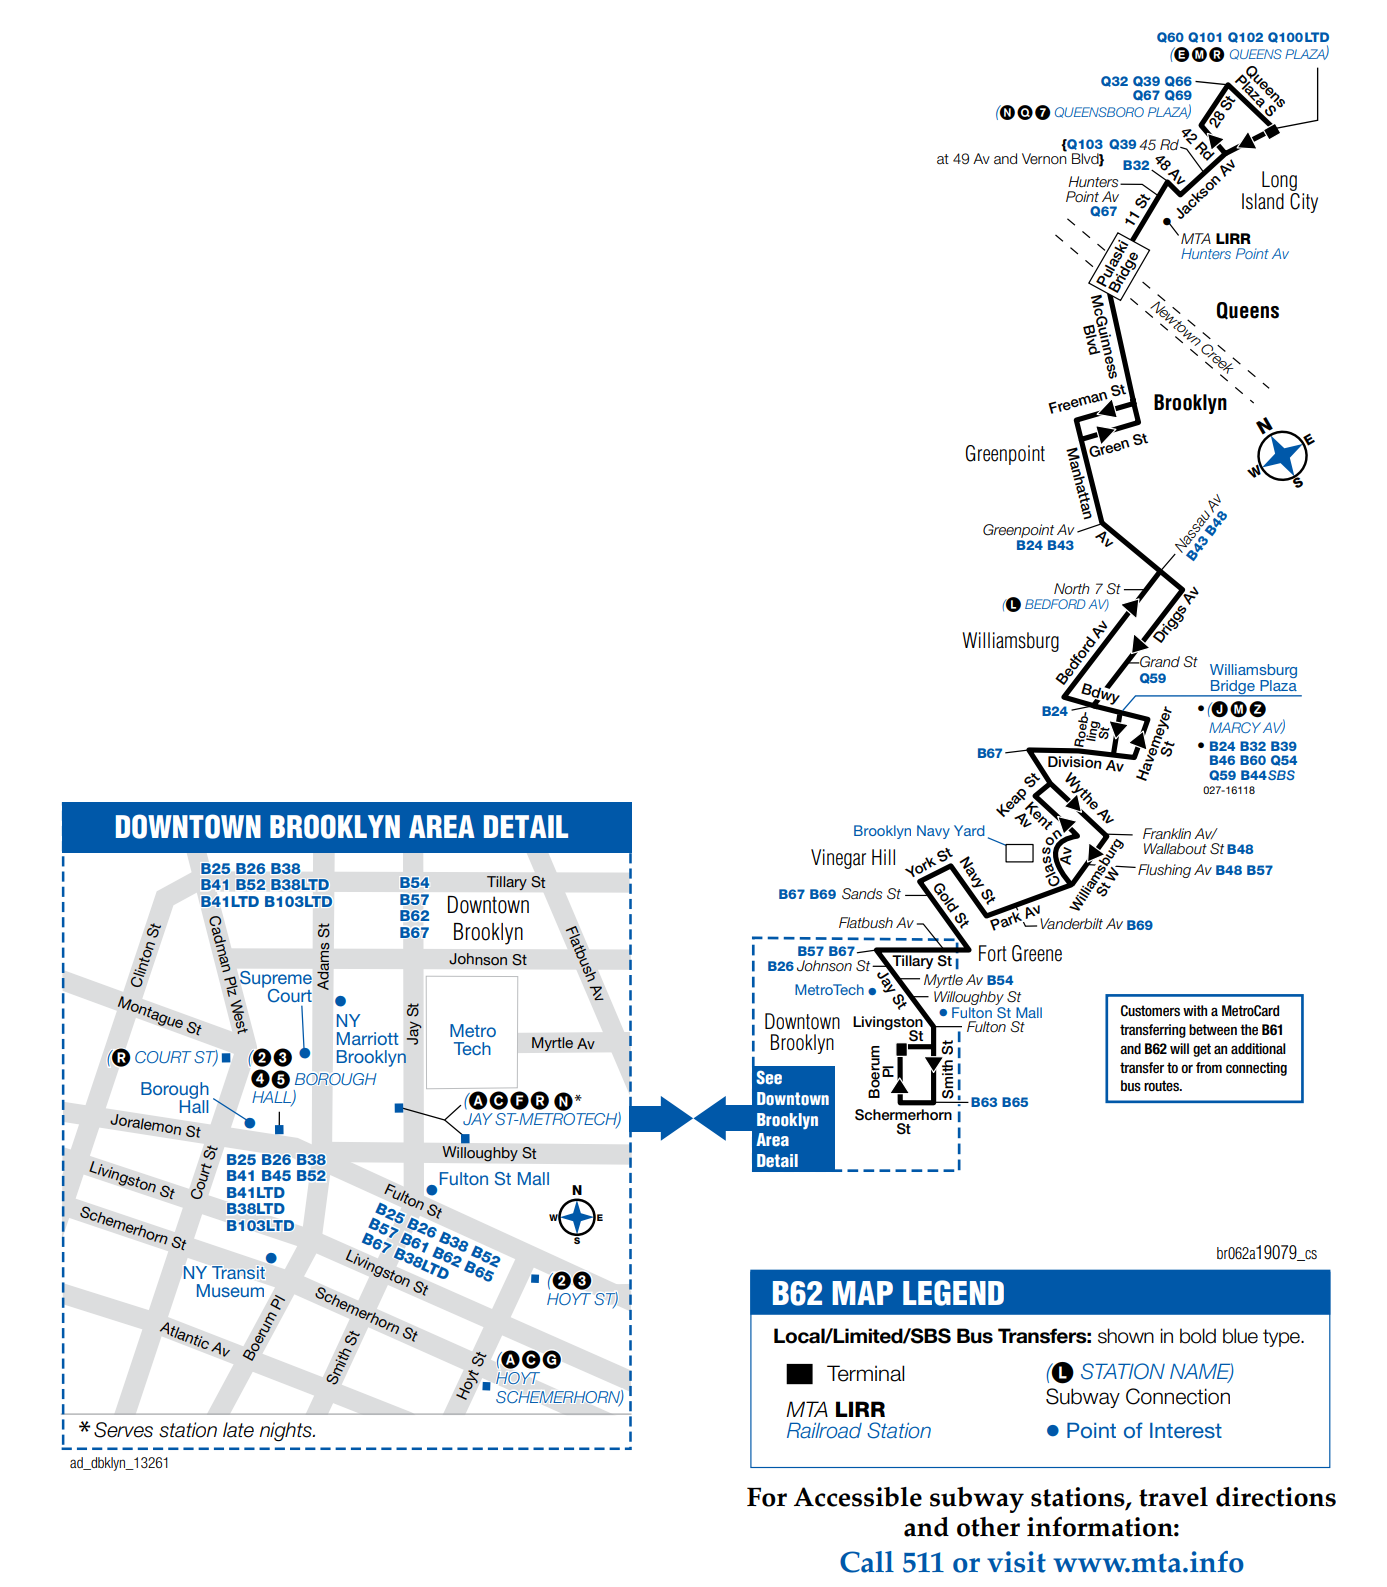 Q60 Q101 Q102 Q100LTD
(E M R QUEENS PLAZA)
Q32 Q39 Q66
Q67 Q69
(N Q 7 QUEENSBORO PLAZA)
Queens
Plaza S
28 St
42 Rd
{Q103 Q39 45 Rd
at 49 Av and Vernon Blvd}
B32
48 Av
Jackson Av
Long
Island City
Hunters
Point Av
Q67
11 St
MTA LIRR
Hunters Point Av
Pulaski
Bridge
Queens
Newtown Creek
McGuinness
Blvd
Brooklyn
Freeman St
Green St
Greenpoint
Manhattan
Av
N
E
W
S
Greenpoint Av
B24 B43
Nassau Av
B43 B48
North 7 St
(L BEDFORD AV)
Driggs Av
Williamsburg
Bedford Av
Grand St
Q59
Bdwy
B24
Williamsburg
Bridge Plaza
• (J M Z
MARCY AV)
• B24 B32 B39
B46 B60 Q54
Q59 B44SBS
027-16118
Roeb-
ling
St
Havemeyer
St
B67
Division Av
Keap St
Wythe Av
Kent
Av
Classon
Av
Williamsburg
St W
Franklin Av/
Wallabout St B48
Flushing Av B48 B57
Brooklyn Navy Yard
Vinegar Hill
York St
Navy St
Gold St
Park Av
Vanderbilt Av B69
B67 B69 Sands St
Flatbush Av
Fort Greene
B57 B67
Tillary St
B26 Johnson St
Myrtle Av B54
MetroTech
Jay St
Willoughby St
Fulton St Mall
Downtown
Brooklyn
Livingston
St
Fulton St
Boerum
Pl
Smith St
B63 B65
Schermerhorn
St
See
Downtown
Brooklyn
Area
Detail
Customers with a MetroCard
transferring between the B61
and B62 will get an additional
transfer to or from connecting
bus routes.
DOWNTOWN BROOKLYN AREA DETAIL
B25 B26 B38
B41 B52 B38LTD
B41LTD B103LTD
B54
B57
B62
B67
Tillary St
Downtown
Brooklyn
Clinton St
Cadman Plz West
Adams St
Flatbush Av
Johnson St
Supreme
Court
Montague St
NY
Marriott
Brooklyn
Jay St
Metro
Tech
Myrtle Av
(R COURT ST)
(2 3
4 5 BOROUGH
HALL)
Borough
Hall
(A C F R N*
JAY ST-METROTECH)
Joralemon St
Willoughby St
B25 B26 B38
B41 B45 B52
B41LTD
B38LTD
B103LTD
Livingston St
Court St
Fulton St Mall
Fulton St
N
W
E
S
Schemerhorn St
B25 B26 B38 B52
B57 B61 B62 B65
B67 B38LTD
NY Transit
Museum
Livingston St
(2 3
HOYT ST)
Boerum Pl
Schemerhorn St
Atlantic Av
Smith St
Hoyt St
(A C G
HOYT
SCHEMERHORN)
* Serves station late nights.
ad_dbklyn_13261
br062a19079_cs
B62 MAP LEGEND
Local/Limited/SBS Bus Transfers: shown in bold blue type.
Terminal
(L STATION NAME)
Subway Connection
MTA LIRR
Railroad Station
Point of Interest
For Accessible subway stations, travel directions
and other information:
Call 511 or visit www.mta.info